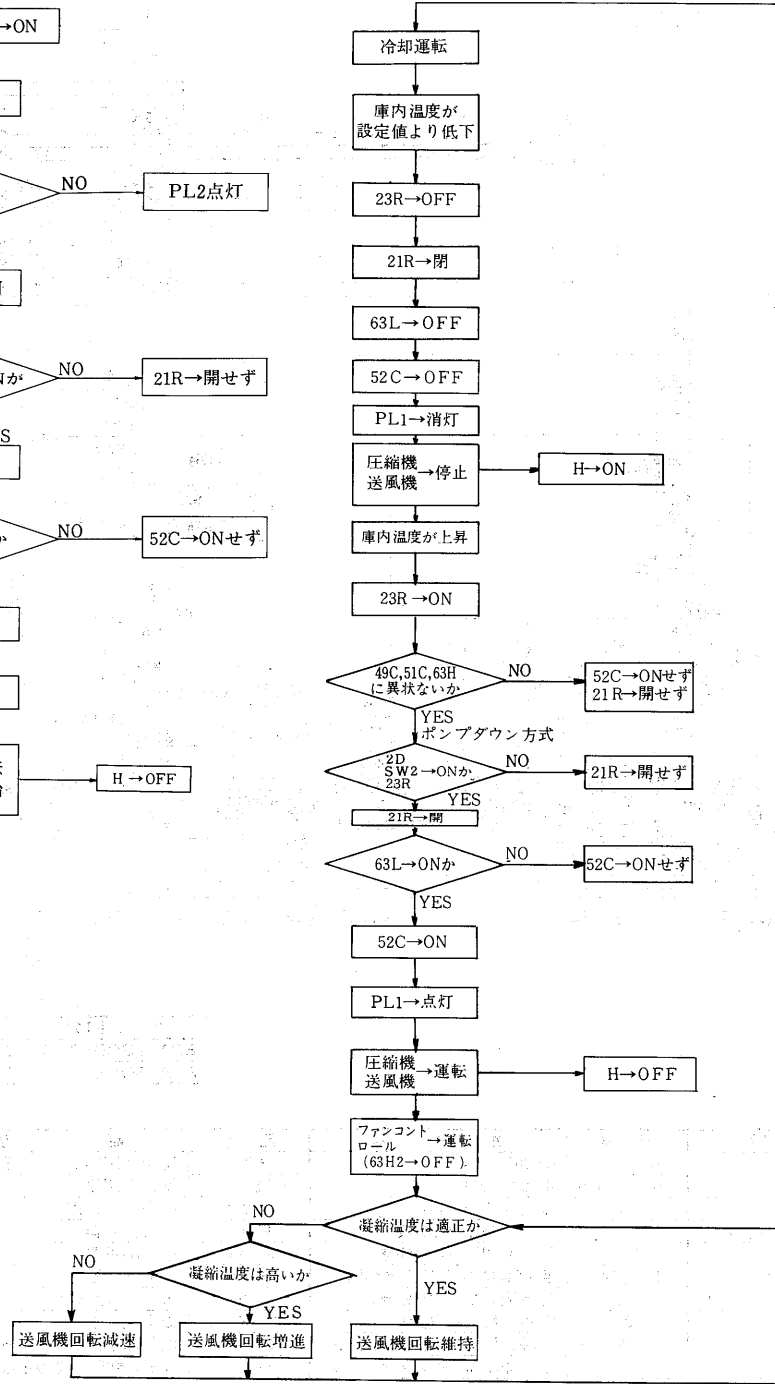 →ON
NO
PL2点灯
NO
Nか
21R→開せず
S
NO
か
52C→ONせず
H→OFF
冷却運転
庫内温度が
設定値より低下
23R→OFF
21R→閉
63L→OFF
52C→OFF
PL1→消灯
圧縮機
送風機→停止
H→ON
庫内温度が上昇
23R→ON
49C,51C,63H
に異状ないか
NO
52C→ONせず
21R→開せず
YES
ポンプダウン方式
2D
SW2→ONか
23R
NO
21R→開せず
YES
21R→開
63L→ONか
NO
52C→ONせず
YES
52C→ON
PL1→点灯
圧縮機
送風機→運転
H→OFF
ファンコント
ロール→運転
(63H2→OFF)
凝縮温度は適正か
NO
YES
凝縮温度は高いか
NO
YES
送風機回転減速
送風機回転増進
送風機回転維持